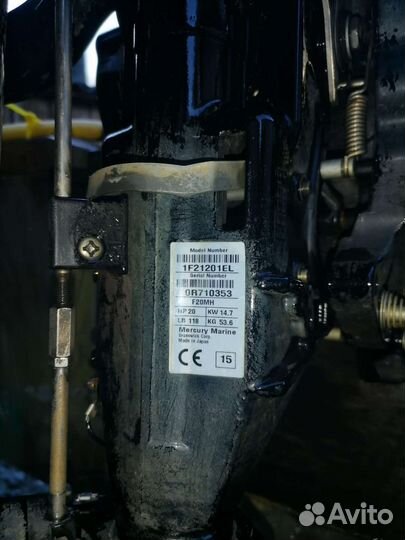 Model Number
1F21201EL
Serial Number
0R710353
F20MH
HP 20 KW 14.7
LB 118 KG 53.6
Mercury Marine
Brunswick Corp.
Made in Japan
CE 15
Avito